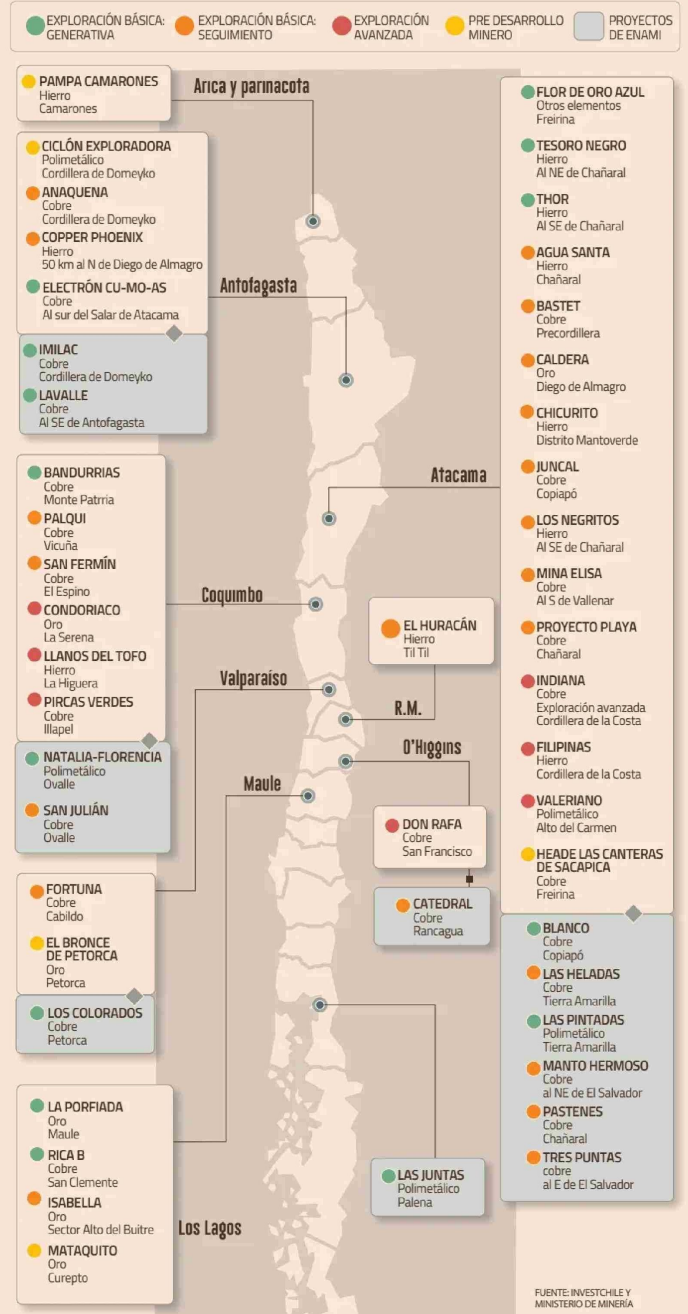 EXPLORACIÓN BÁSICA:
GENERATIVA
EXPLORACIÓN BÁSICA:
SEGUIMIENTO
EXPLORACIÓN
AVANZADA
PRE DESARROLLO
MINERO
PROYECTOS
DE ENAMI
Arica y parinacota
PAMPA CAMARONES
Hierro
Camarones
Antofagasta
CICLÓN EXPLORADORA
Polimetálico
Cordillera de Domeyko
ANAQUENA
Cobre
Cordillera de Domeyko
COPPER PHOENIX
Hierro
50 km al N de Diego de Almagro
ELECTRÓN CU-MO-AS
Cobre
Al sur del Salar de Atacama
IMILAC
Cobre
Cordillera de Domeyko
LAVALLE
Cobre
Al SE de Antofagasta
Coquimbo
BANDURRIAS
Cobre
Monte Patrria
PALQUI
Cobre
Vicuña
SAN FERMÍN
Cobre
El Espino
CONDORIACO
Oro
La Serena
LLANOS DEL TOFO
Hierro
La Higuera
PIRCAS VERDES
Cobre
Illapel
NATALIA-FLORENCIA
Polimetálico
Ovalle
SAN JULIÁN
Cobre
Ovalle
Valparaíso
FORTUNA
Cobre
Cabildo
EL BRONCE
DE PETORCA
Oro
Petorca
LOS COLORADOS
Cobre
Petorca
Maule
LA PORFIADA
Oro
Maule
RICA B
Cobre
San Clemente
ISABELLA
Oro
Sector Alto del Buitre
MATAQUITO
Oro
Curepto
R.M.
EL HURACÁN
Hierro
Til Til
O'Higgins
DON RAFA
Cobre
San Francisco
CATEDRAL
Cobre
Rancagua
Los Lagos
LAS JUNTAS
Polimetálico
Palena
Atacama
FLOR DE ORO AZUL
Otros elementos
Freirina
TESORO NEGRO
Hierro
Al NE de Chañaral
THOR
Hierro
Al SE de Chañaral
AGUA SANTA
Hierro
Chañaral
BASTET
Cobre
Precordillera
CALDERA
Oro
Diego de Almagro
CHICURITO
Hierro
Distrito Mantoverde
JUNCAL
Cobre
Copiapó
LOS NEGRITOS
Hierro
Al SE de Chañaral
MINA ELISA
Cobre
Al S de Vallenar
PROYECTO PLAYA
Cobre
Chañaral
INDIANA
Cobre
Exploración avanzada
Cordillera de la Costa
FILIPINAS
Hierro
Cordillera de la Costa
VALERIANO
Polimetálico
Alto del Carmen
HEADE LAS CANTERAS
DE SACAPICA
Cobre
Freirina
BLANCO
Cobre
Copiapó
LAS HELADAS
Cobre
Tierra Amarilla
LAS PINTADAS
Polimetálico
Tierra Amarilla
MANTO HERMOSO
Cobre
al NE de El Salvador
PASTENES
Cobre
Chañaral
TRES PUNTAS
cobre
al E de El Salvador
FUENTE: INVESTCHILE Y
MINISTERIO DE MINERÍA